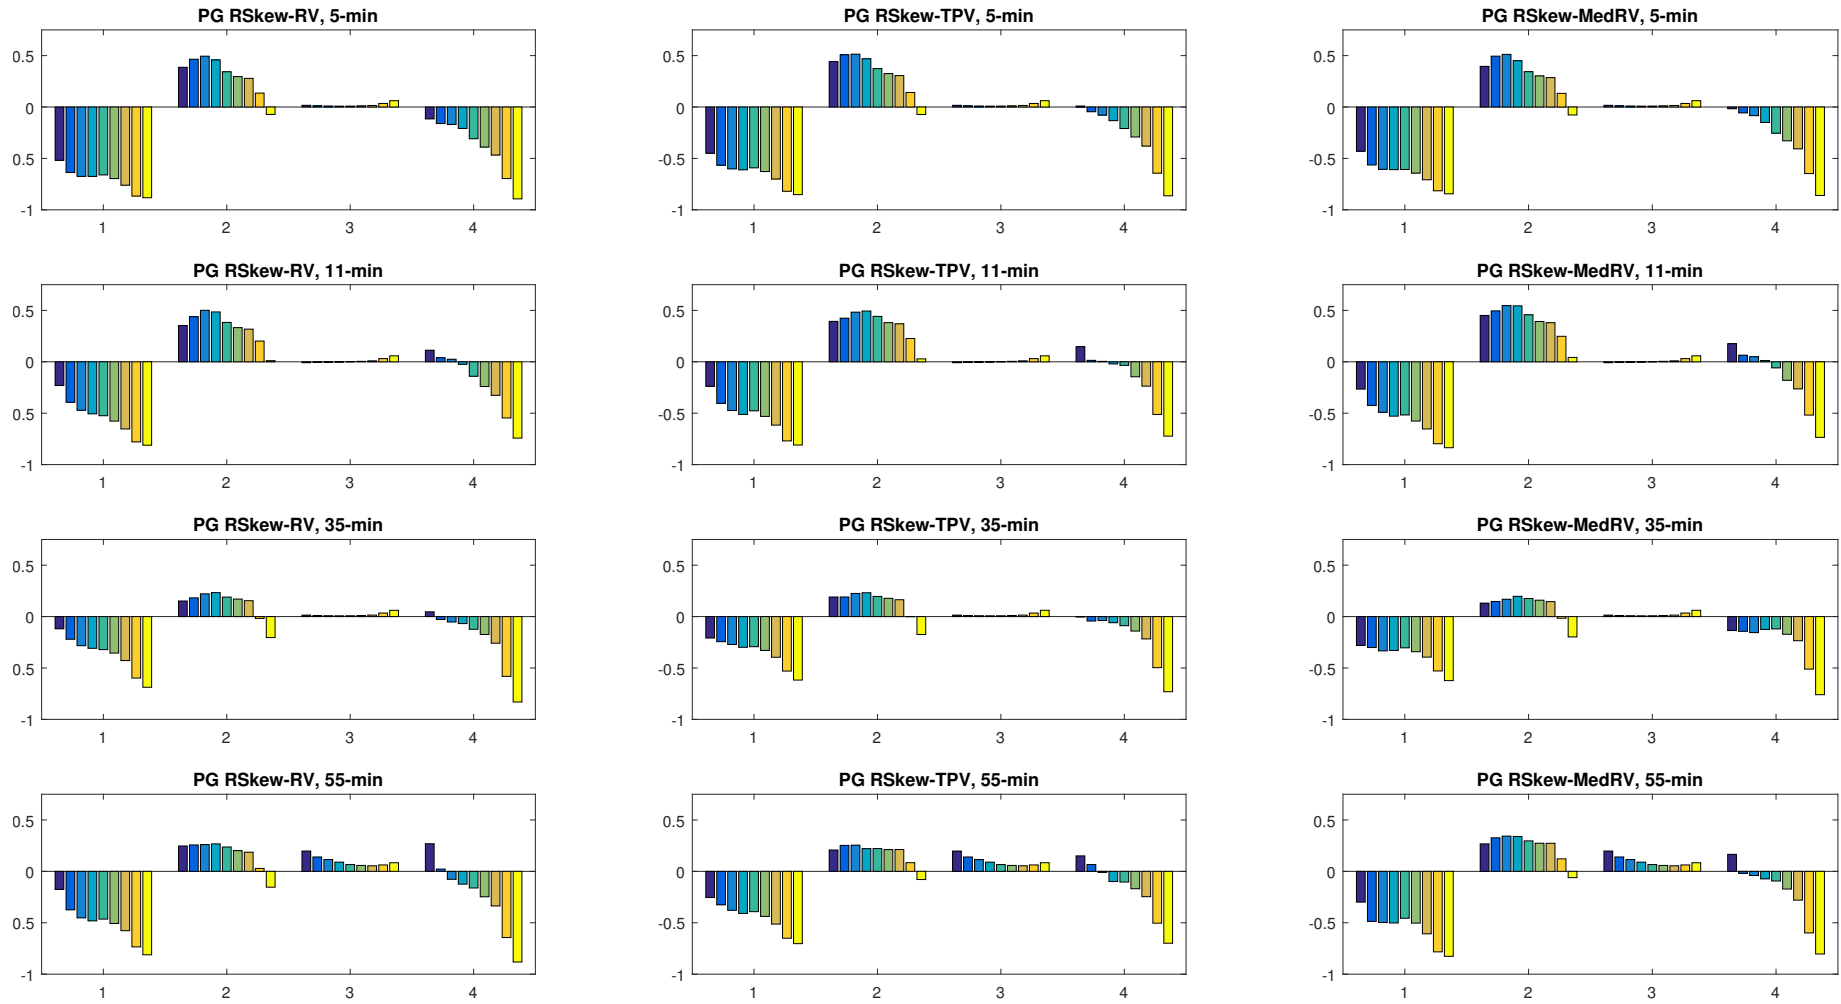 PG RSkew-RV, 5-min
0.5
0
0.5
-1
1 2 3 4
PG RSkew-TPV, 5-min
0.5
0
-0.5
-1
1 2 3 4
PG RSkew-MedRV, 5-min
0.5
0
-0.5
-1
1 2 3 4
PG RSkew-RV, 11-min
0.5
0
0.5
-1
1 2 3 4
PG RSkew-TPV, 11-min
0.5
0
-0.5
-1
1 2 3 4
PG RSkew-MedRV, 11-min
0.5
0
-0.5
-1
1 2 3 4
PG RSkew-RV, 35-min
0.5
0
0.5
-1
1 2 3 4
PG RSkew-TPV, 35-min
0.5
0
-0.5
-1
1 2 3 4
PG RSkew-MedRV, 35-min
0.5
0
-0.5
-1
1 2 3 4
PG RSkew-RV, 55-min
0.5
0
0.5
-1
1 2 3 4
PG RSkew-TPV, 55-min
0.5
0
-0.5
-1
1 2 3 4
PG RSkew-MedRV, 55-min
0.5
0
-0.5
-1
1 2 3 4